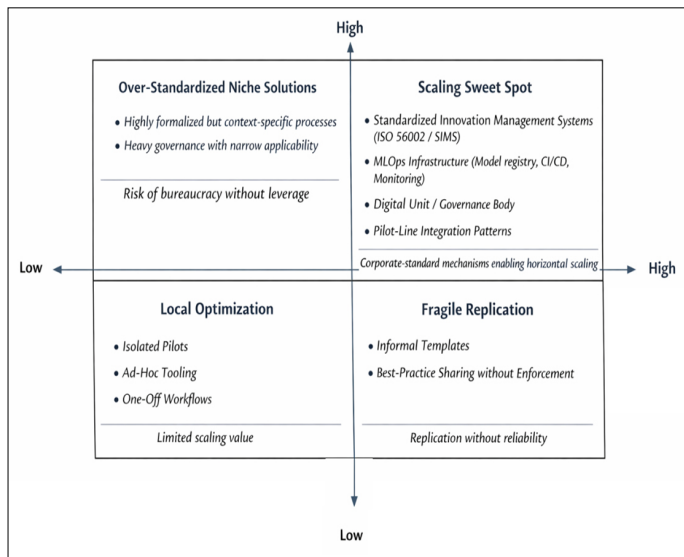 High
Over-Standardized Niche Solutions
• Highly formalized but context-specific processes
• Heavy governance with narrow applicability
Risk of bureaucracy without leverage
Scaling Sweet Spot
• Standardized Innovation Management Systems
(ISO 56002 / SIMS)
• MLOps Infrastructure (Model registry, CI/CD,
Monitoring)
• Digital Unit / Governance Body
• Pilot-Line Integration Patterns
Corporate-standard mechanisms enabling horizontal scaling
Low
High
Local Optimization
• Isolated Pilots
• Ad-Hoc Tooling
• One-Off Workflows
Limited scaling value
Fragile Replication
• Informal Templates
• Best-Practice Sharing without Enforcement
Replication without reliability
Low